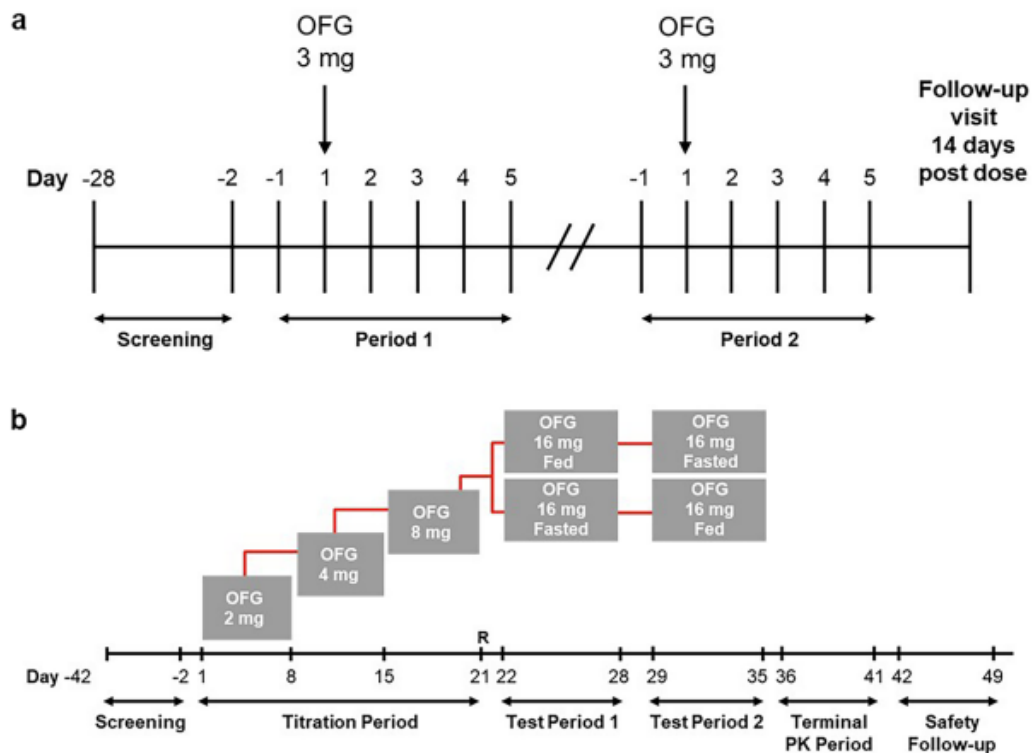 a
OFG
3 mg
OFG
3 mg
Follow-up
visit
14 days
post dose
Day -28 -2 -1 1 2 3 4 5 -1 1 2 3 4 5
Screening Period 1 Period 2
b
OFG
16 mg
Fed
OFG
16 mg
Fasted
OFG
16 mg
Fasted
OFG
16 mg
Fed
OFG
8 mg
OFG
4 mg
OFG
2 mg
R
Day -42 -2 1 8 15 21 22 28 29 35 36 41 42 49
Screening Titration Period Test Period 1 Test Period 2 Terminal Safety
PK Period Follow-up